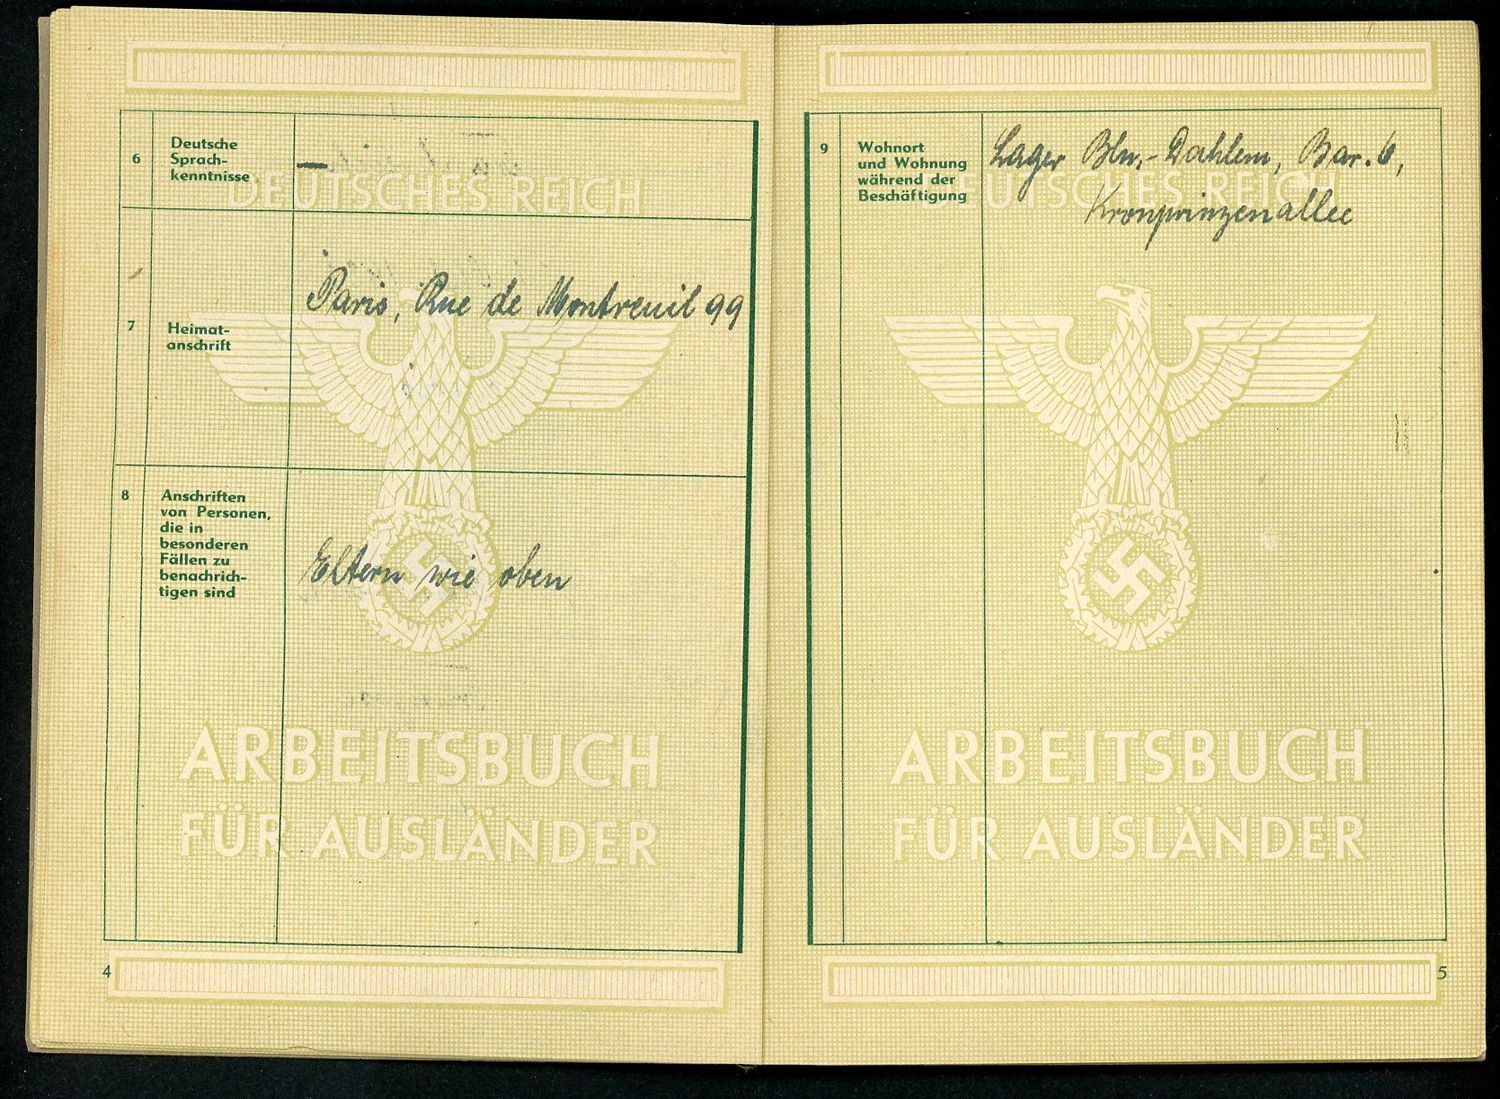 DEUTSCHES REICH
6
Deutsche
Sprach-
kenntnisse
—
7
Heimat-
anschrift
Paris, Rue de Montreuil 99
8
Anschriften
von Personen,
die in
besonderen
Fällen zu
benachrich-
tigen sind
Eltern wie oben
ARBEITSBUCH
FÜR AUSLÄNDER
4
DEUTSCHES REICH
9
Wohnort
und Wohnung
während der
Beschäftigung
Lager Bln.-Dahlem, Bar. 6,
Kronprinzenallee
ARBEITSBUCH
FÜR AUSLÄNDER
5